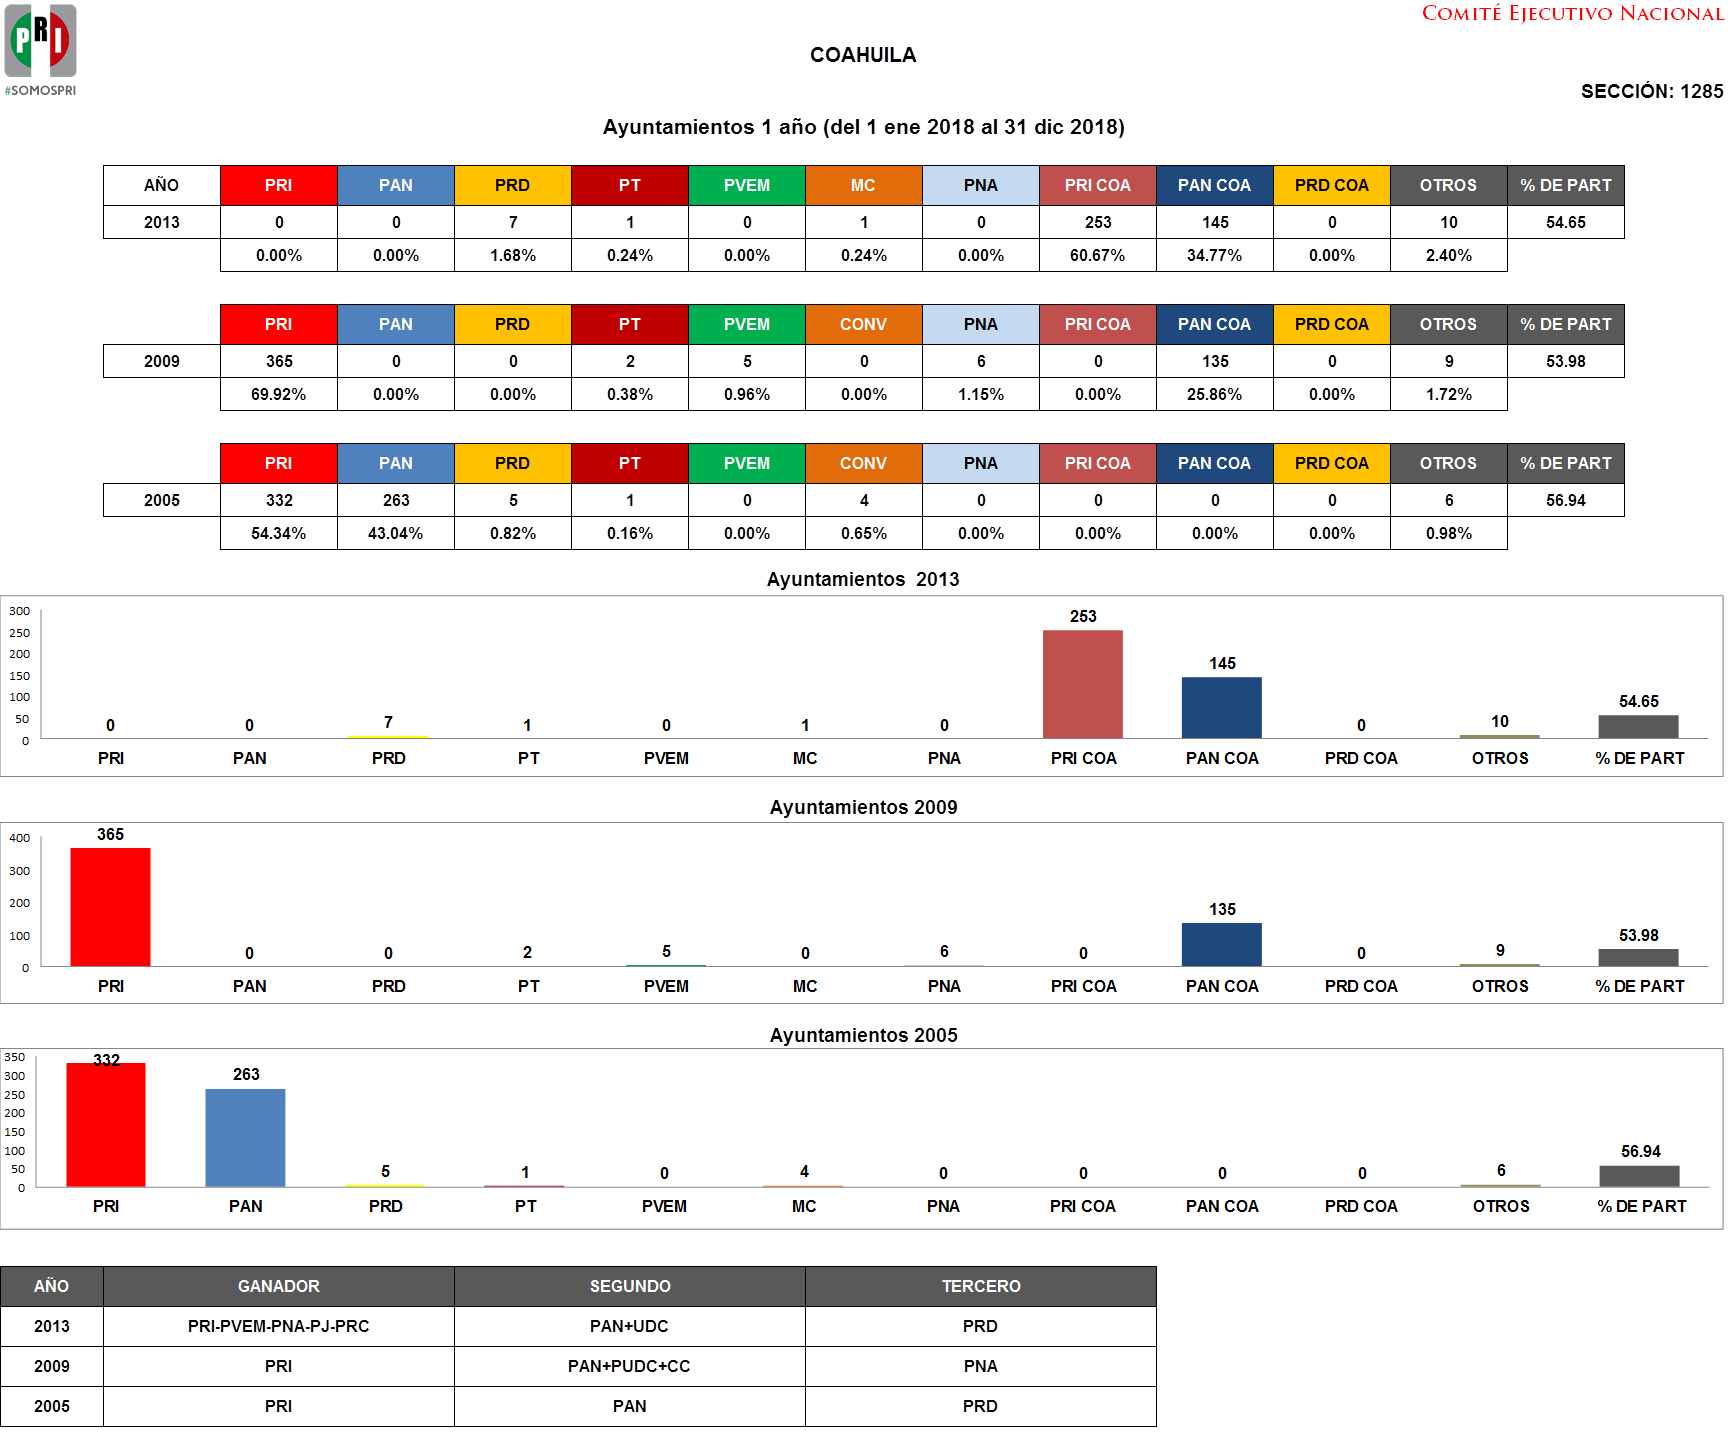 COMITÉ EJECUTIVO NACIONAL
PRI
#SOMOSPRI
COAHUILA
SECCIÓN: 1285
Ayuntamientos 1 año (del 1 ene 2018 al 31 dic 2018)
AÑO PRI PAN PRD PT PVEM MC PNA PRI COA PAN COA PRD COA OTROS % DE PART
2013 0 0 7 1 0 1 0 253 145 0 10 54.65
0.00% 0.00% 1.68% 0.24% 0.00% 0.24% 0.00% 60.67% 34.77% 0.00% 2.40%
PRI PAN PRD PT PVEM CONV PNA PRI COA PAN COA PRD COA OTROS % DE PART
2009 365 0 0 2 5 0 6 0 135 0 9 53.98
69.92% 0.00% 0.00% 0.38% 0.96% 0.00% 1.15% 0.00% 25.86% 0.00% 1.72%
PRI PAN PRD PT PVEM CONV PNA PRI COA PAN COA PRD COA OTROS % DE PART
2005 332 263 5 1 0 4 0 0 0 0 6 56.94
54.34% 43.04% 0.82% 0.16% 0.00% 0.65% 0.00% 0.00% 0.00% 0.00% 0.98%
Ayuntamientos 2013
300
250
200
150
100
50
0
0 0 7 1 0 1 0 253 145 0 10 54.65
PRI PAN PRD PT PVEM MC PNA PRI COA PAN COA PRD COA OTROS % DE PART
Ayuntamientos 2009
400
300
200
100
0
365 0 0 2 5 0 6 0 135 0 9 53.98
PRI PAN PRD PT PVEM MC PNA PRI COA PAN COA PRD COA OTROS % DE PART
Ayuntamientos 2005
350
300
250
200
150
100
50
0
332 263 5 1 0 4 0 0 0 0 6 56.94
PRI PAN PRD PT PVEM MC PNA PRI COA PAN COA PRD COA OTROS % DE PART
AÑO GANADOR SEGUNDO TERCERO
2013 PRI-PVEM-PNA-PJ-PRC PAN+UDC PRD
2009 PRI PAN+PUDC+CC PNA
2005 PRI PAN PRD